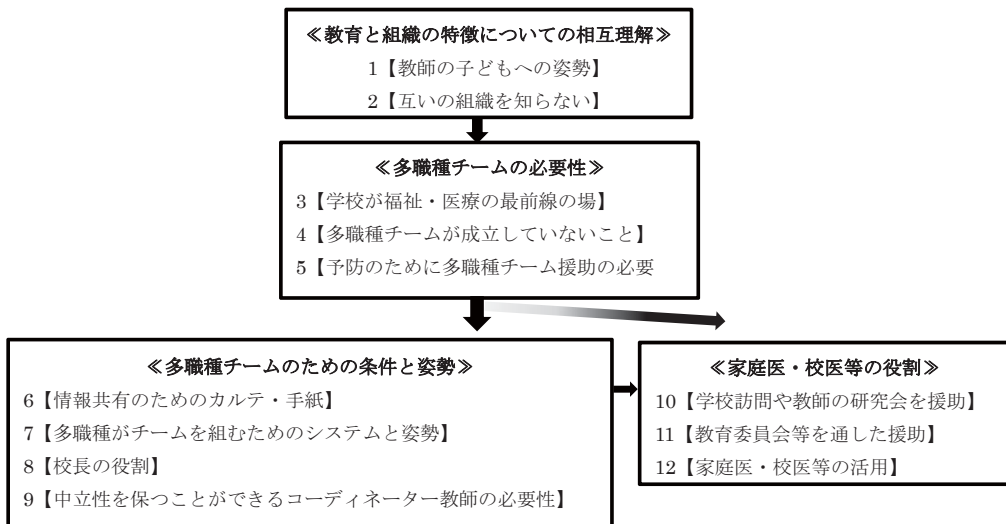 ≪教育と組織の特徴についての相互理解≫
1【教師の子どもへの姿勢】
2【互いの組織を知らない】
≪多職種チームの必要性≫
3【学校が福祉・医療の最前線の場】
4【多職種チームが成立していないこと】
5【予防のために多職種チーム援助の必要
≪多職種チームのための条件と姿勢≫
6【情報共有のためのカルテ・手紙】
7【多職種がチームを組むためのシステムと姿勢】
8【校長の役割】
9【中立性を保つことができるコーディネーター教師の必要性】
≪家庭医・校医等の役割≫
10【学校訪問や教師の研究会を援助】
11【教育委員会等を通した援助】
12【家庭医・校医等の活用】